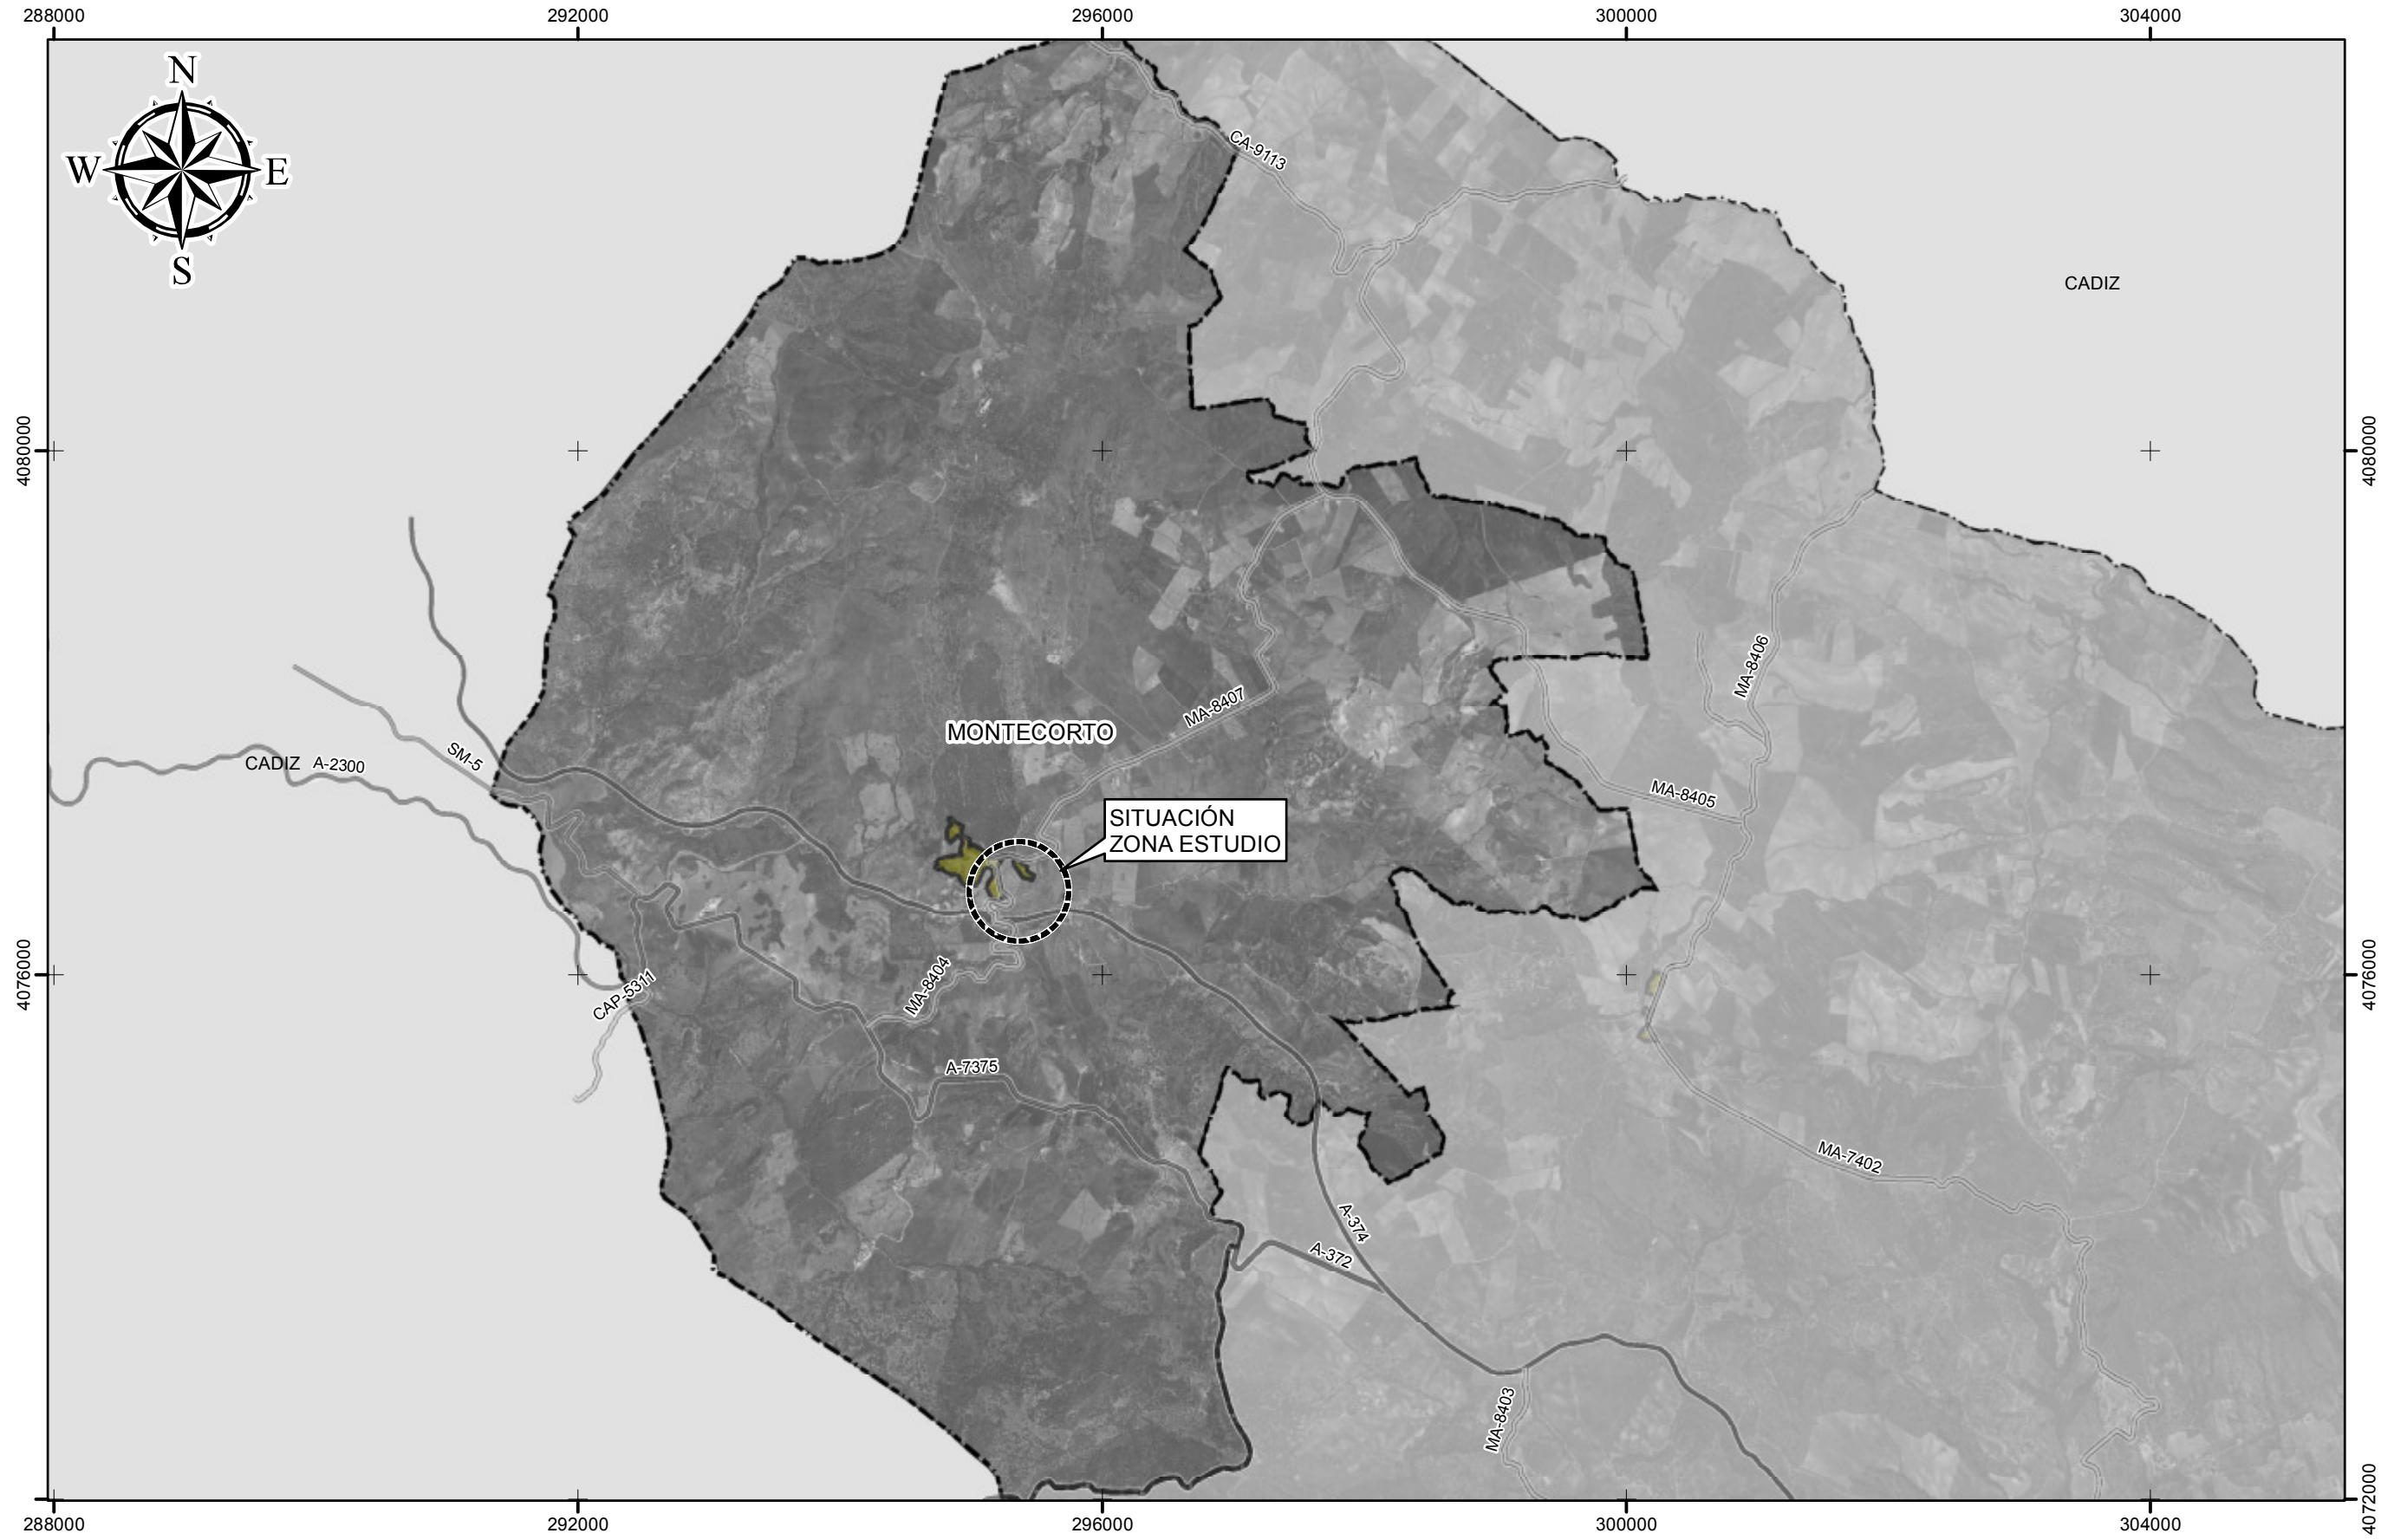 288000 292000 296000 300000 304000
N
W E
S
CA-9113
CADIZ
4080000 4080000
MA-8406
MA-8407
MONTECORTO
SM-5
CADIZ A-2300
MA-8405
SITUACIÓN
ZONA ESTUDIO
4076000 4076000
CAP-5311
MA-8404
A-7375
MA-7402
A-374
A-372
MA-8403
4072000
288000 292000 296000 300000 304000